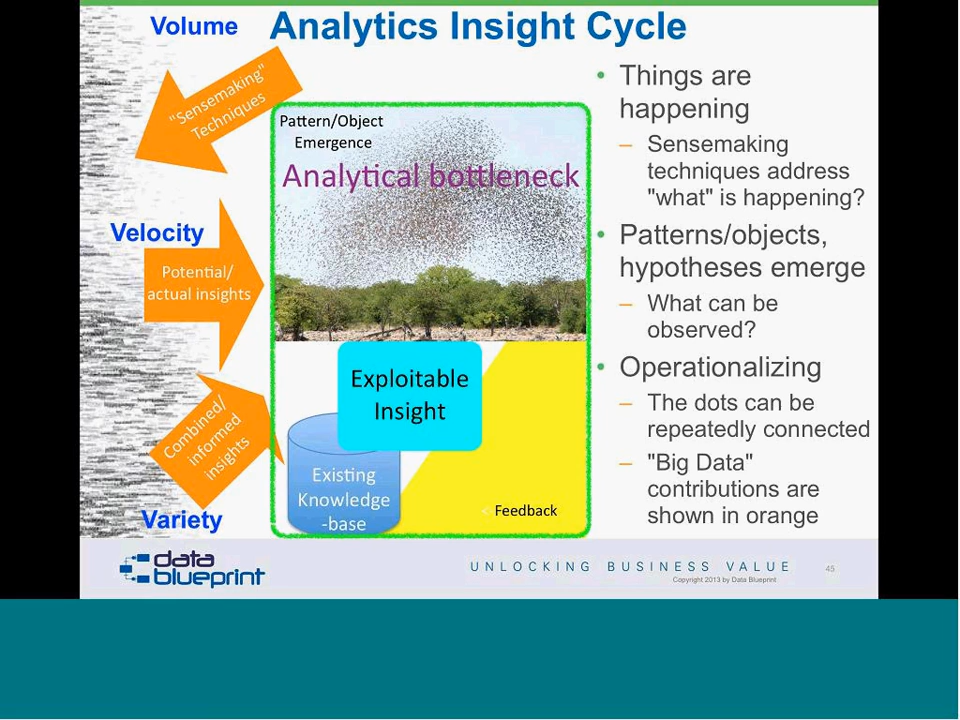 Volume
Analytics Insight Cycle
"Sensemaking"
Techniques
Pattern/Object
Emergence
Analytical bottleneck
Velocity
Potential/
actual insights
Exploitable
Insight
Combined/
informed
insights
Existing
Knowledge
-base
< Feedback
Variety
• Things are
happening
– Sensemaking
techniques address
"what" is happening?
• Patterns/objects,
hypotheses emerge
– What can be
observed?
• Operationalizing
– The dots can be
repeatedly connected
– "Big Data"
contributions are
shown in orange
data
blueprint
UNLOCKING BUSINESS VALUE
Copyright 2013 by Data Blueprint
45